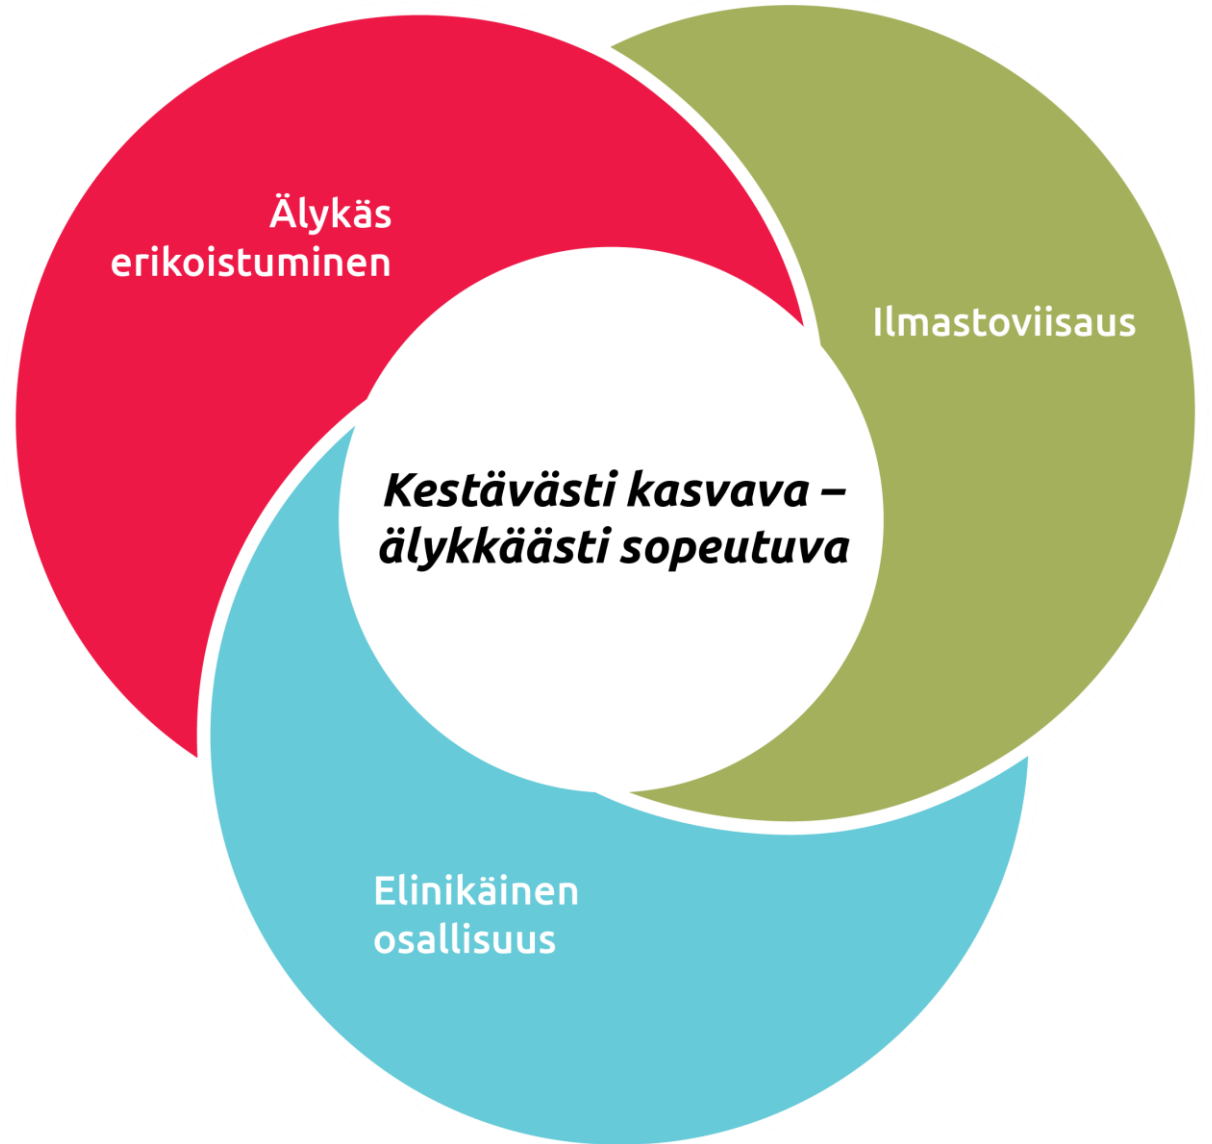 Älykäs
erikoistuminen
Ilmastoviisaus
Kestävästi kasvava –
älykkäästi sopeutuva
Elinikäinen
osallisuus